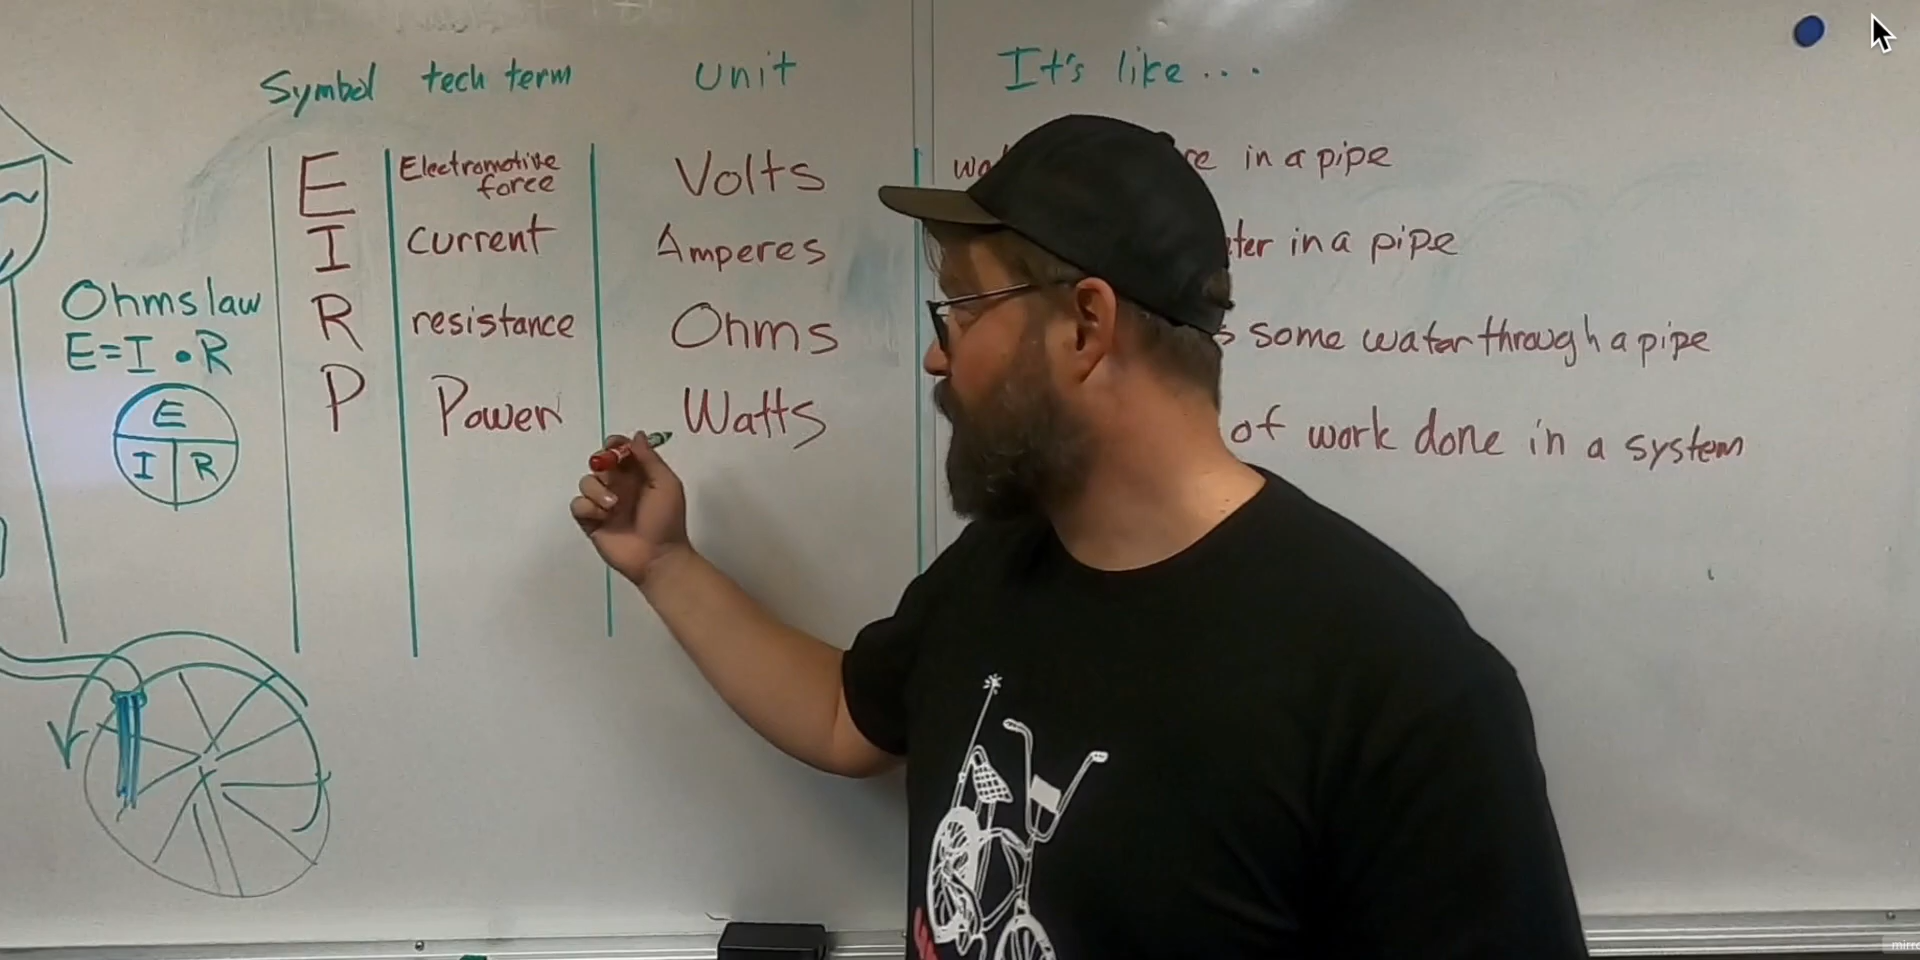 Symbol tech term unit It's like...
E Electromotive force Volts in a pipe
I current Amperes in a pipe
R resistance Ohms some water through a pipe
P Power Watts of work done in a system
Ohms law
E=I•R
E
I R